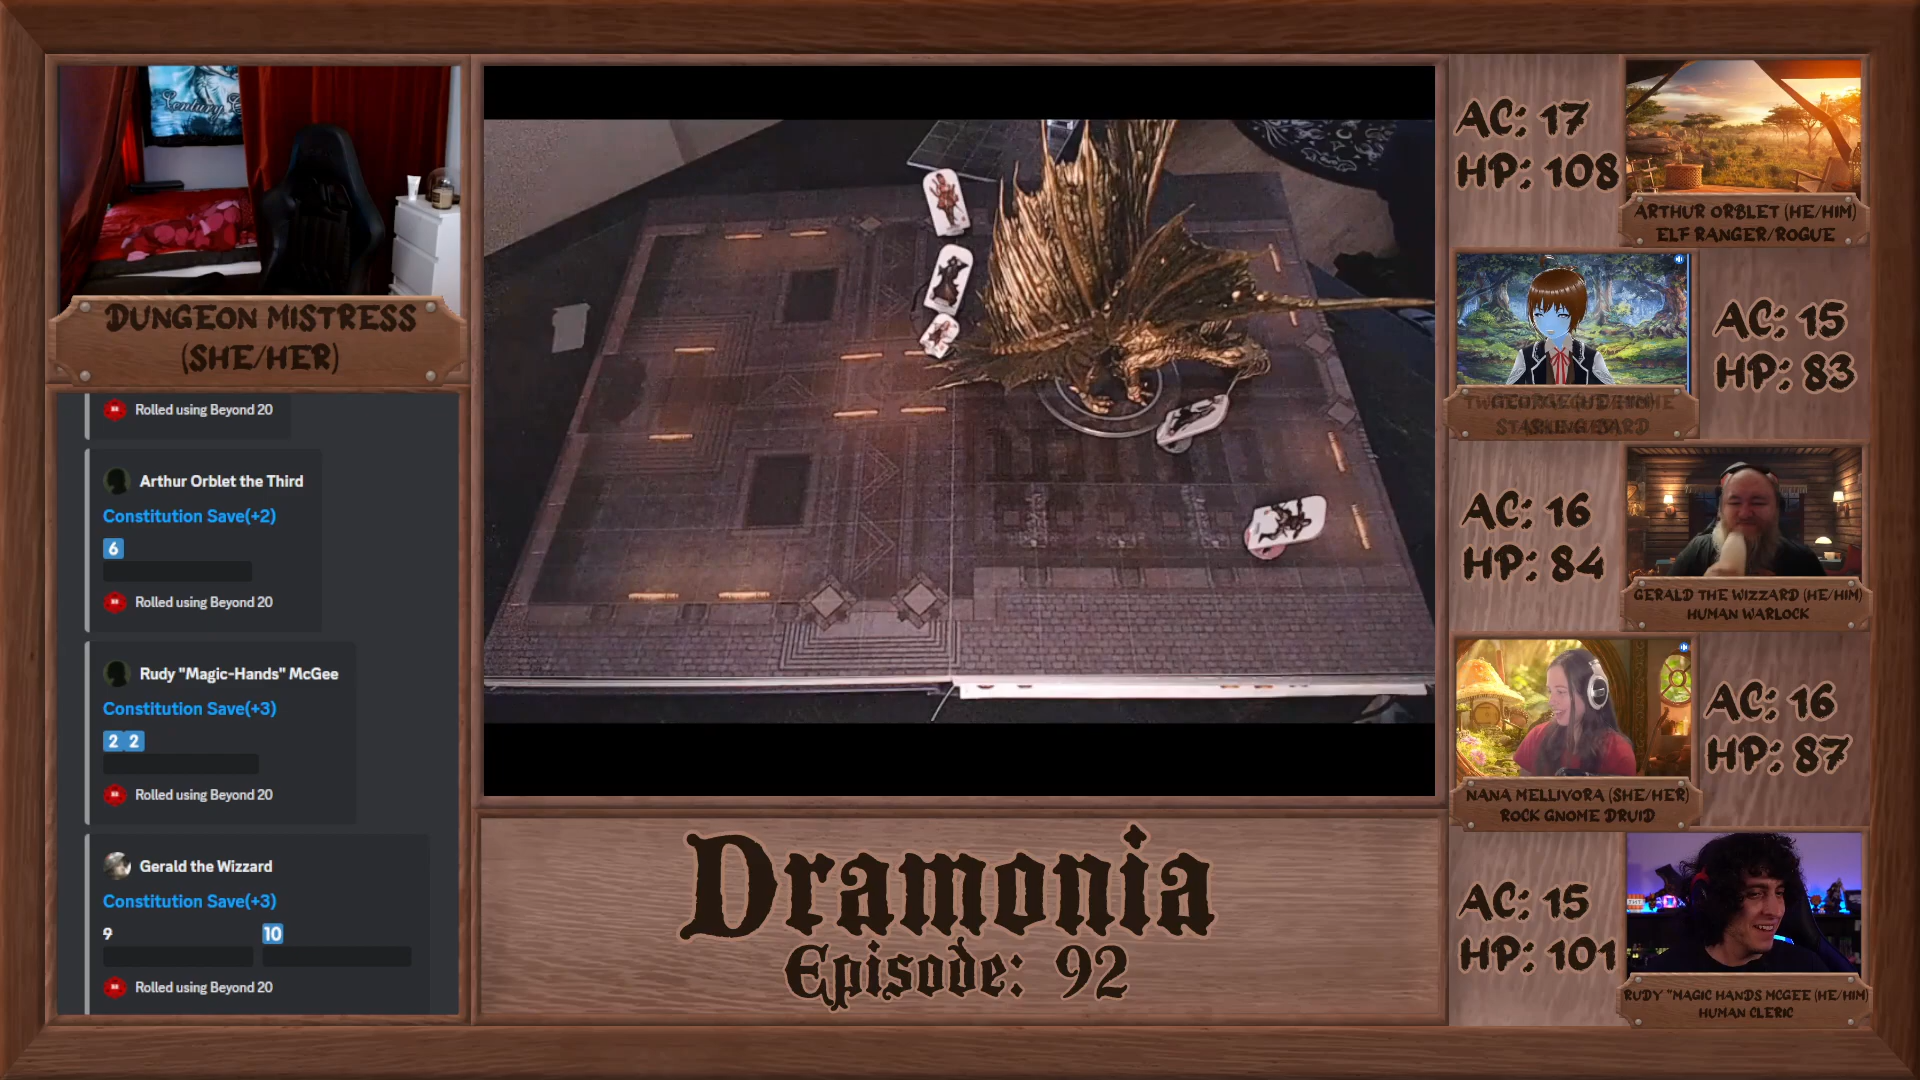 Century C
DUNGEON MISTRESS
(SHE/HER)
Rolled using Beyond 20
Arthur Orblet the Third
Constitution Save(+2)
6
Rolled using Beyond 20
Rudy "Magic-Hands" McGee
Constitution Save(+3)
2 2
Rolled using Beyond 20
Gerald the Wizzard
Constitution Save(+3)
9 10
Rolled using Beyond 20
Dramonia
Episode: 92
AC: 17
HP: 108
ARTHUR ORBLET (HE/HIM)
ELF RANGER/ROGUE
AC: 15
HP: 83
AC: 16
HP: 84
GERALD THE WIZZARD (HE/HIM)
HUMAN WARLOCK
NANA MELLIVORA (SHE/HER)
ROCK GNOME DRUID
AC: 16
HP: 87
AC: 15
HP: 101
RUDY "MAGIC HANDS MCGEE (HE/HIM)
HUMAN CLERIC